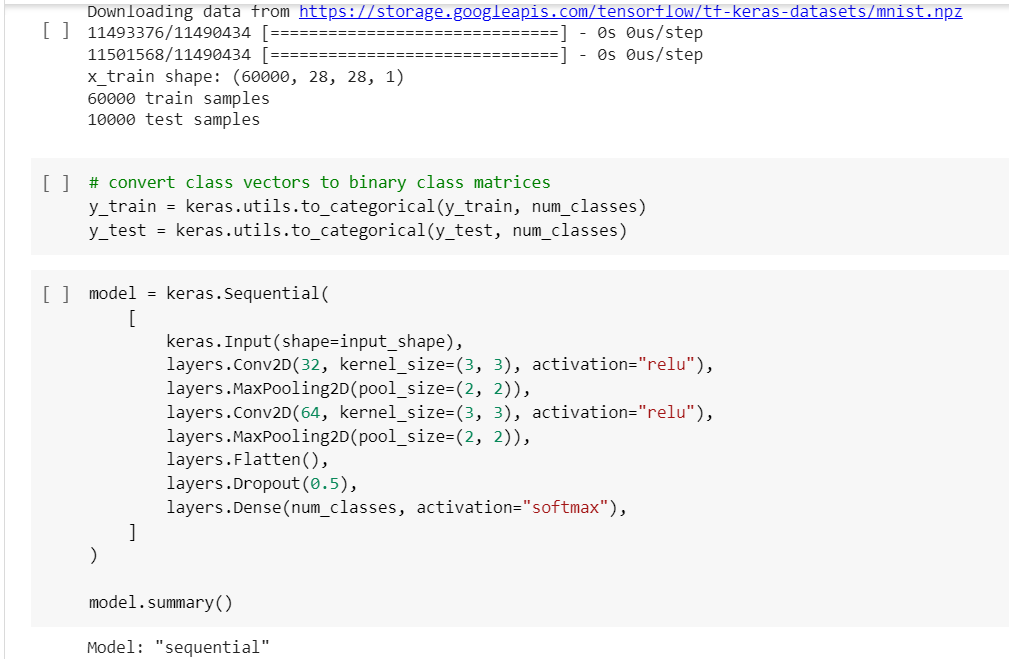 Downloading data from https://storage.googleapis.com/tensorflow/tf-keras-datasets/mnist.npz
[ ] 11493376/11490434 [==============================] - 0s 0us/step
11501568/11490434 [==============================] - 0s 0us/step
x_train shape: (60000, 28, 28, 1)
60000 train samples
10000 test samples
[ ] # convert class vectors to binary class matrices
y_train = keras.utils.to_categorical(y_train, num_classes)
y_test = keras.utils.to_categorical(y_test, num_classes)
[ ] model = keras.Sequential(
[
keras.Input(shape=input_shape),
layers.Conv2D(32, kernel_size=(3, 3), activation="relu"),
layers.MaxPooling2D(pool_size=(2, 2)),
layers.Conv2D(64, kernel_size=(3, 3), activation="relu"),
layers.MaxPooling2D(pool_size=(2, 2)),
layers.Flatten(),
layers.Dropout(0.5),
layers.Dense(num_classes, activation="softmax"),
]
)
model.summary()
Model: "sequential"